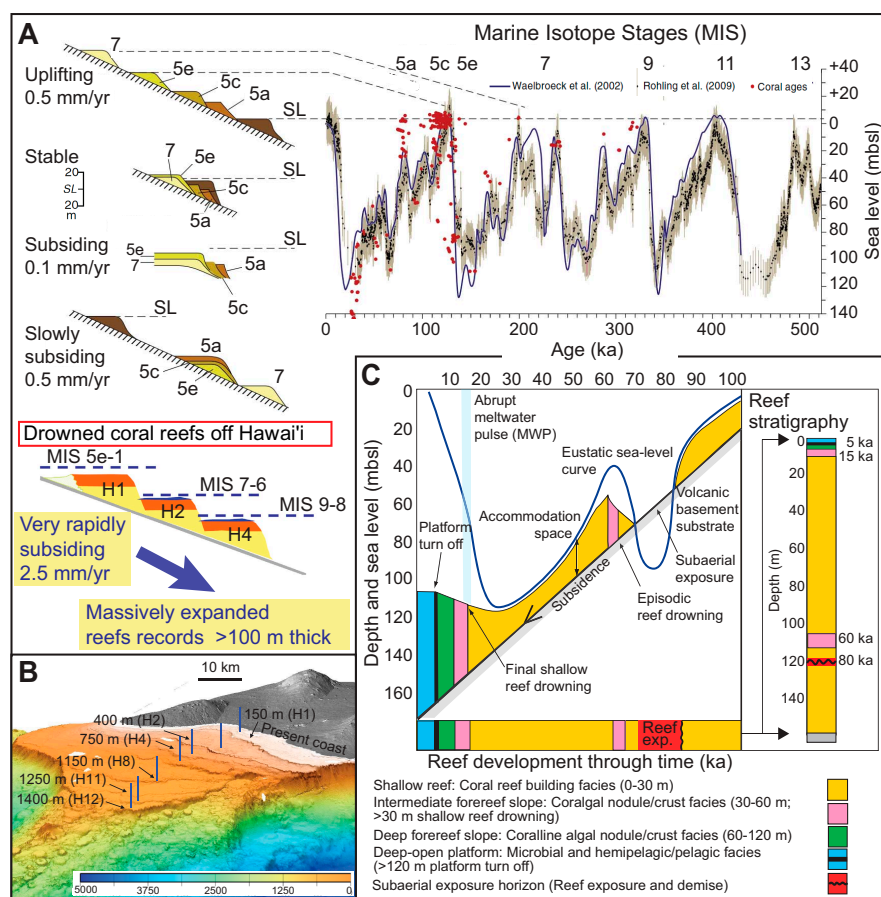 A
Marine Isotope Stages (MIS)
5a 5c 5e 7 9 11 13
Waelbroeck et al. (2002) Rohling et al. (2009) Coral ages
+40
+20
0
20
40
60
80
100
120
140
Sea level (mbsl)
0 100 200 300 400 500
Age (ka)
7
5e
5c
5a
SL
Uplifting
0.5 mm/yr
Stable
20
SL
20
m
7
5e
5c
5a
SL
Subsiding
0.1 mm/yr
5e
7
5a
5c
SL
Slowly
subsiding
0.5 mm/yr
SL
5a
5c
5e
7
Drowned coral reefs off Hawai'i
MIS 5e-1
MIS 7-6
MIS 9-8
H1
H2
H4
Very rapidly
subsiding
2.5 mm/yr
Massively expanded
reefs records >100 m thick
B
10 km
400 m (H2)
150 m (H1)
750 m (H4)
Present coast
1150 m (H8)
1250 m (H11)
1400 m (H12)
5000 3750 2500 1250 0
C
10 20 30 40 50 60 70 80 90 100
0
20
40
60
80
100
120
140
160
Depth and sea level (mbsl)
Abrupt
meltwater
pulse (MWP)
Eustatic sea-level
curve
Accommodation
space
Platform
turn off
Volcanic
basement
substrate
Subaerial
exposure
Subsidence
Episodic
reef drowning
Final shallow
reef drowning
Reef
exp.
Reef development through time (ka)
Reef
stratigraphy
0
20
40
60
80
100
120
140
Depth (m)
5 ka
15 ka
60 ka
80 ka
Shallow reef: Coral reef building facies (0-30 m)
Intermediate forereef slope: Coralgal nodule/crust facies (30-60 m;
>30 m shallow reef drowning)
Deep forereef slope: Coralline algal nodule/crust facies (60-120 m)
Deep-open platform: Microbial and hemipelagic/pelagic facies
(>120 m platform turn off)
Subaerial exposure horizon (Reef exposure and demise)